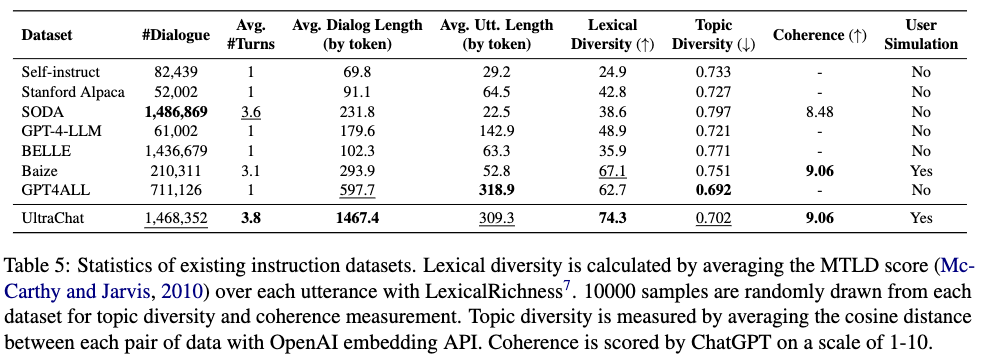 Dataset #Dialogue Avg. #Turns Avg. Dialog Length (by token) Avg. Utt. Length (by token) Lexical Diversity (↑) Topic Diversity (↓) Coherence (↑) User Simulation
Self-instruct 82,439 1 69.8 29.2 24.9 0.733 - No
Stanford Alpaca 52,002 1 91.1 64.5 42.8 0.727 - No
SODA 1,486,869 3.6 231.8 22.5 38.6 0.797 8.48 No
GPT-4-LLM 61,002 1 179.6 142.9 48.9 0.721 - No
BELLE 1,436,679 1 102.3 63.3 35.9 0.771 - No
Baize 210,311 3.1 293.9 52.8 67.1 0.751 9.06 Yes
GPT4ALL 711,126 1 597.7 318.9 62.7 0.692 - No
UltraChat 1,468,352 3.8 1467.4 309.3 74.3 0.702 9.06 Yes
Table 5: Statistics of existing instruction datasets. Lexical diversity is calculated by averaging the MTLD score (Mc-
Carthy and Jarvis, 2010) over each utterance with LexicalRichness7. 10000 samples are randomly drawn from each
dataset for topic diversity and coherence measurement. Topic diversity is measured by averaging the cosine distance
between each pair of data with OpenAI embedding API. Coherence is scored by ChatGPT on a scale of 1-10.